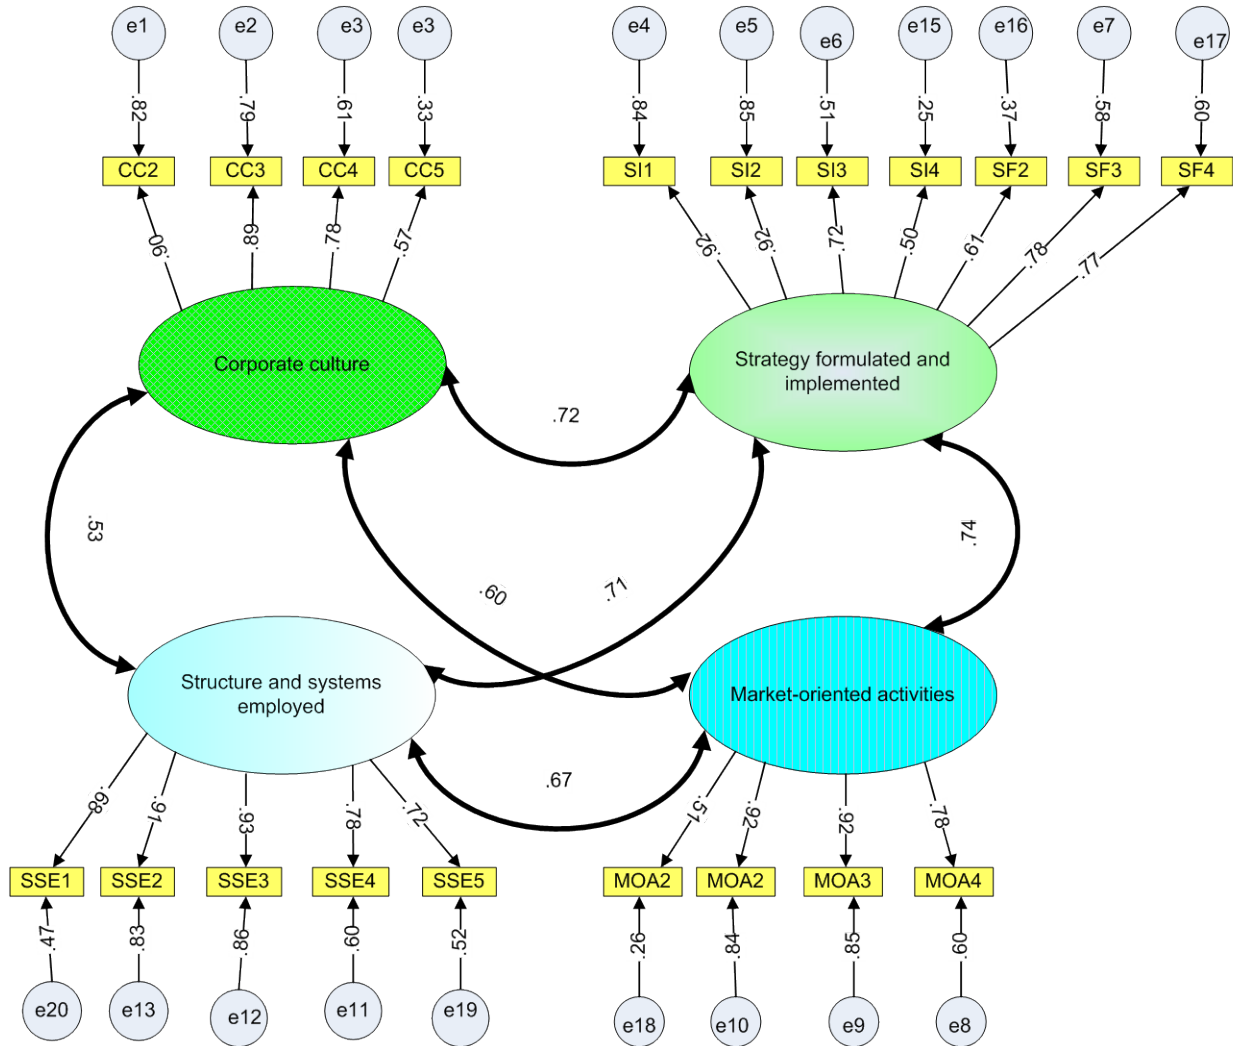 e1 e2 e3 e3 e4 e5 e6 e15 e16 e7 e17
.82 .79 .61 .33 .84 .85 .51 .25 .37 .58 .60
CC2 CC3 CC4 CC5 SI1 SI2 SI3 SI4 SF2 SF3 SF4
.90 .89 .78 .57 .92 .92 .72 .50 .61 .78 .77
Corporate culture
Strategy formulated and
implemented
.72
.53
.60
.71
.74
Structure and systems
employed
Market-oriented activities
.67
.68 .91 .93 .78 .72 .51 .92 .92 .78
SSE1 SSE2 SSE3 SSE4 SSE5 MOA2 MOA2 MOA3 MOA4
.47 .83 .86 .60 .52 .26 .84 .85 .60
e20 e13 e12 e11 e19 e18 e10 e9 e8